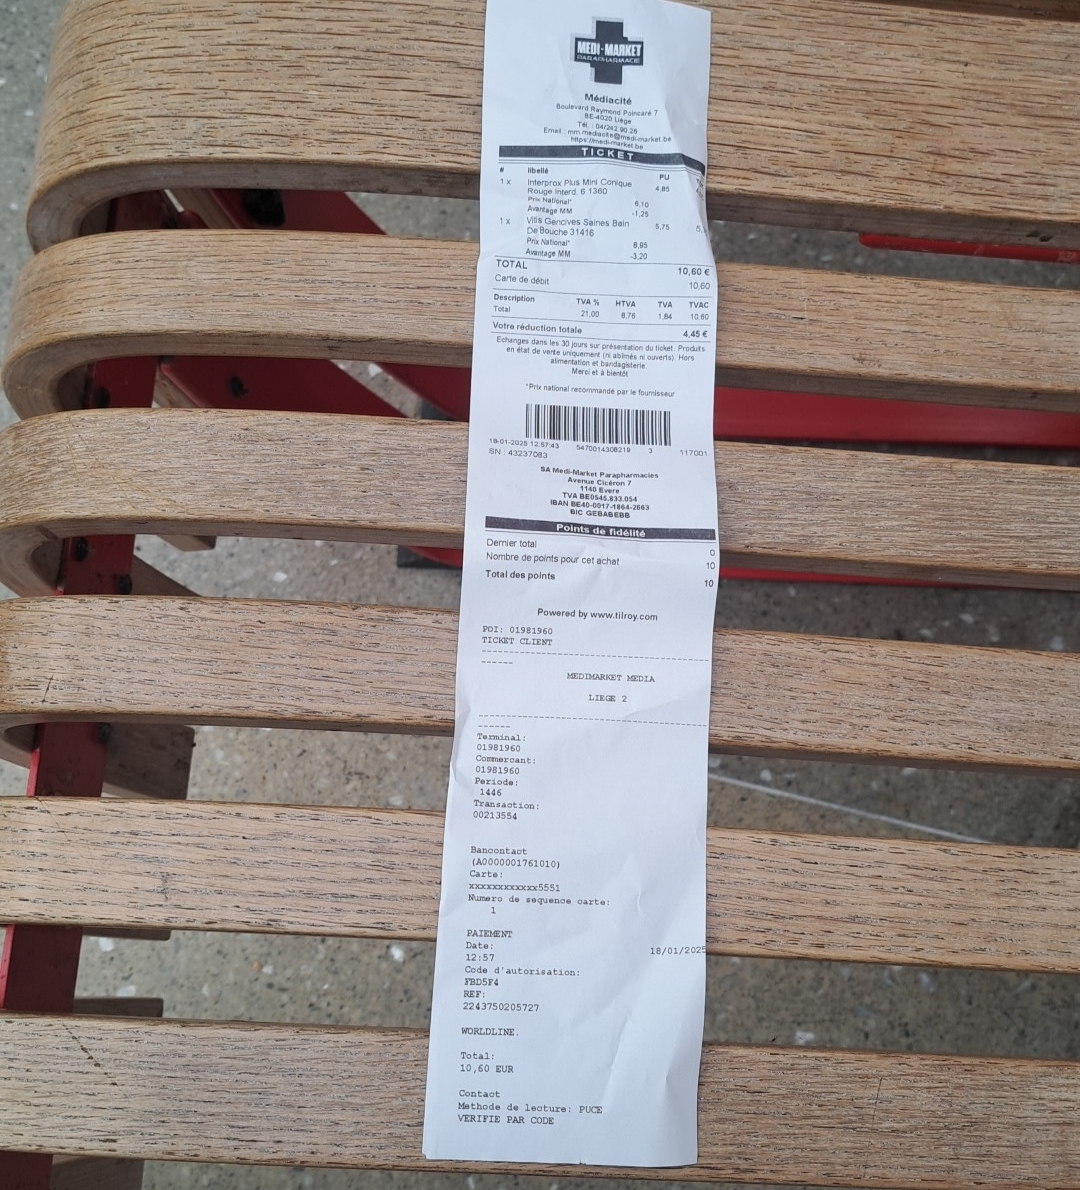 MEDI-MARKET
PARAPHARMACIE
Médiacité
Boulevard Raymond Poincaré 7
BE-4020 Liège
Tél. : 04/242.90.26
Email : mm.mediacite@medi-market.be
https://medi-market.be
TICKET
# libellé PU
1 x Interprox Plus Mini Conique 4,85
Rouge Interd. 6 1360
Prix National* 6,10
Avantage MM -1,25
1 x Vitis Gencives Saines Bain 5,75 5,
De Bouche 31416
Prix National* 8,95
Avantage MM -3,20
TOTAL 10,60 €
Carte de débit 10,60
Description TVA % HTVA TVA TVAC
Total 21,00 8,76 1,84 10,60
Votre réduction totale 4,45 €
Echanges dans les 30 jours sur présentation du ticket. Produits
en état de vente uniquement (ni abîmés ni ouverts). Hors
alimentation et bandagisterie.
Merci et à bientôt
*Prix national recommandé par le fournisseur
18-01-2025 12:57:43 5470014308219 3 117001
SN : 43237083
SA Medi-Market Parapharmacies
Avenue Cicéron 7
1140 Evere
TVA BE0545.833.054
IBAN BE40-0017-1864-2663
BIC GEBABEBB
Points de fidélité
Dernier total 0
Nombre de points pour cet achat 10
Total des points 10
Powered by www.tilroy.com
POI: 01981960
TICKET CLIENT
MEDIMARKET MEDIA
LIEGE 2
Terminal:
01981960
Commercant:
01981960
Periode:
1446
Transaction:
00213554
Bancontact
(A0000001761010)
Carte:
xxxxxxxxxxxx5551
Numero de sequence carte:
1
PAIEMENT
Date: 18/01/2025
12:57
Code d'autorisation:
FBD5F4
REF:
2243750205727
WORLDLINE.
Total:
10,60 EUR
Contact
Methode de lecture: PUCE
VERIFIE PAR CODE